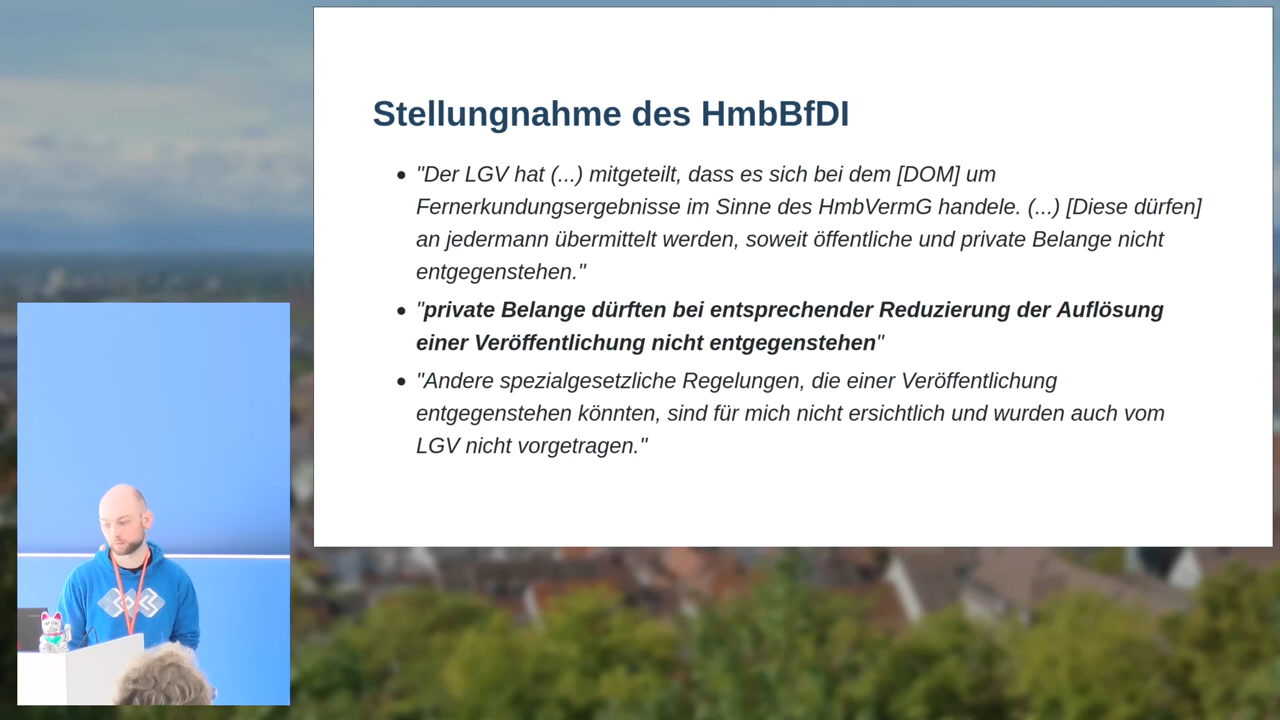 Stellungnahme des HmbBfDI
"Der LGV hat (...) mitgeteilt, dass es sich bei dem [DOM] um
Fernerkundungsergebnisse im Sinne des HmbVermG handele. (...) [Diese dürfen]
an jedermann übermittelt werden, soweit öffentliche und private Belange nicht
entgegenstehen."
"private Belange dürften bei entsprechender Reduzierung der Auflösung
einer Veröffentlichung nicht entgegenstehen"
"Andere spezialgesetzliche Regelungen, die einer Veröffentlichung
entgegenstehen könnten, sind für mich nicht ersichtlich und wurden auch vom
LGV nicht vorgetragen."